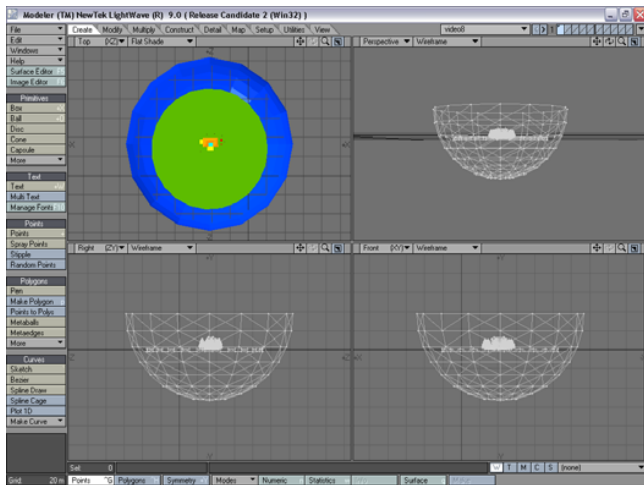 Modeler (TM) NewTek LightWave (R) 9.0 ( Release Candidate 2 (Win32) )
File
Edit
Windows
Help
Surface Editor
Image Editor
Primitives
Box
Ball
Disc
Cone
Capsule
More
Text
Text
Multi Text
Manage Fonts
Points
Points
Spray Points
Stipple
Random Points
Polygons
Pen
Make Polygon
Points to Polys
Metaballs
Metaedges
More
Curves
Sketch
Bezier
Spline Draw
Spline Cage
Plot 1D
Make Curve
Create Modify Multiply Construct Detail Map Setup Utilities View
video8
Top (XZ) Flat Shade
Perspective Wireframe
Right (ZY) Wireframe
Front (XY) Wireframe
Sel: 0
W T M C S (none)
Grid: 20 m
Points ^G Polygons Symmetry Modes Numeric Statistics Surface